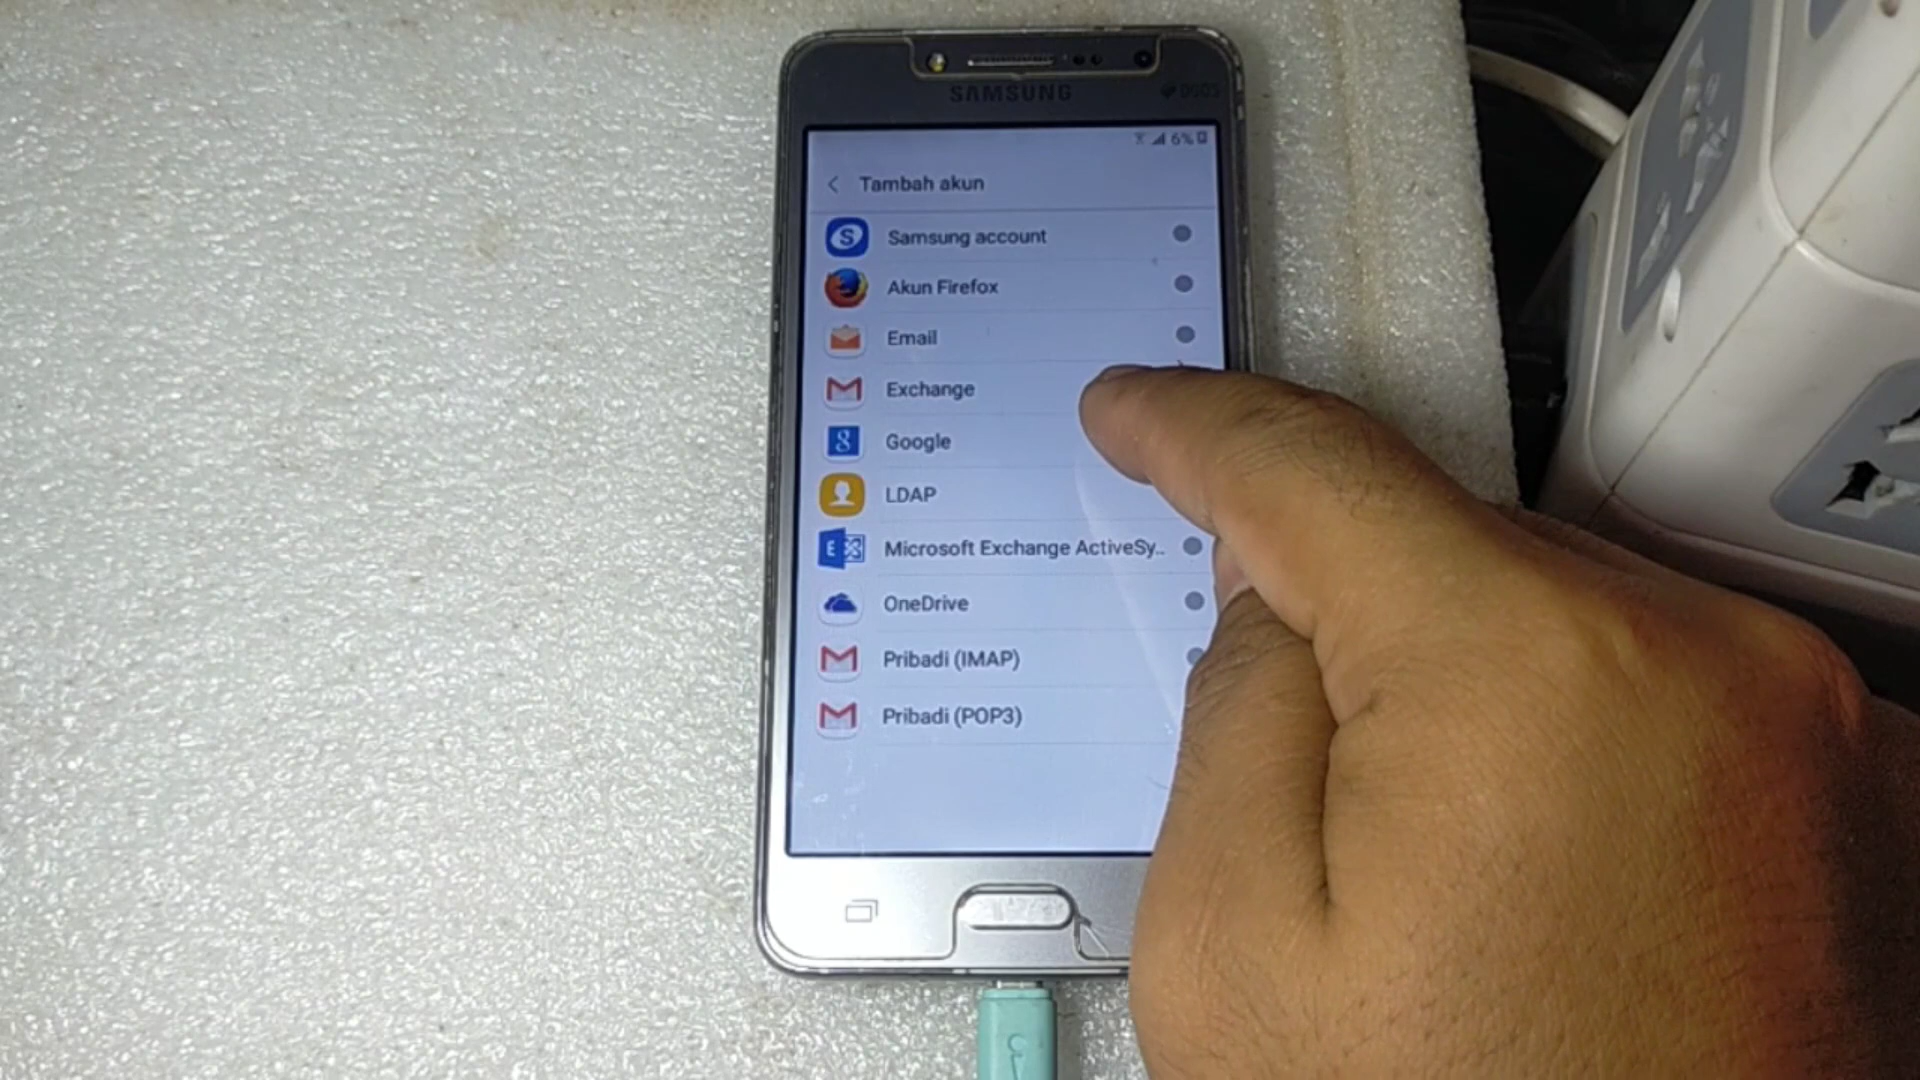 SAMSUNG
DUOS
6%
Tambah akun
Samsung account
Akun Firefox
Email
Exchange
Google
LDAP
Microsoft Exchange ActiveSy..
OneDrive
Pribadi (IMAP)
Pribadi (POP3)